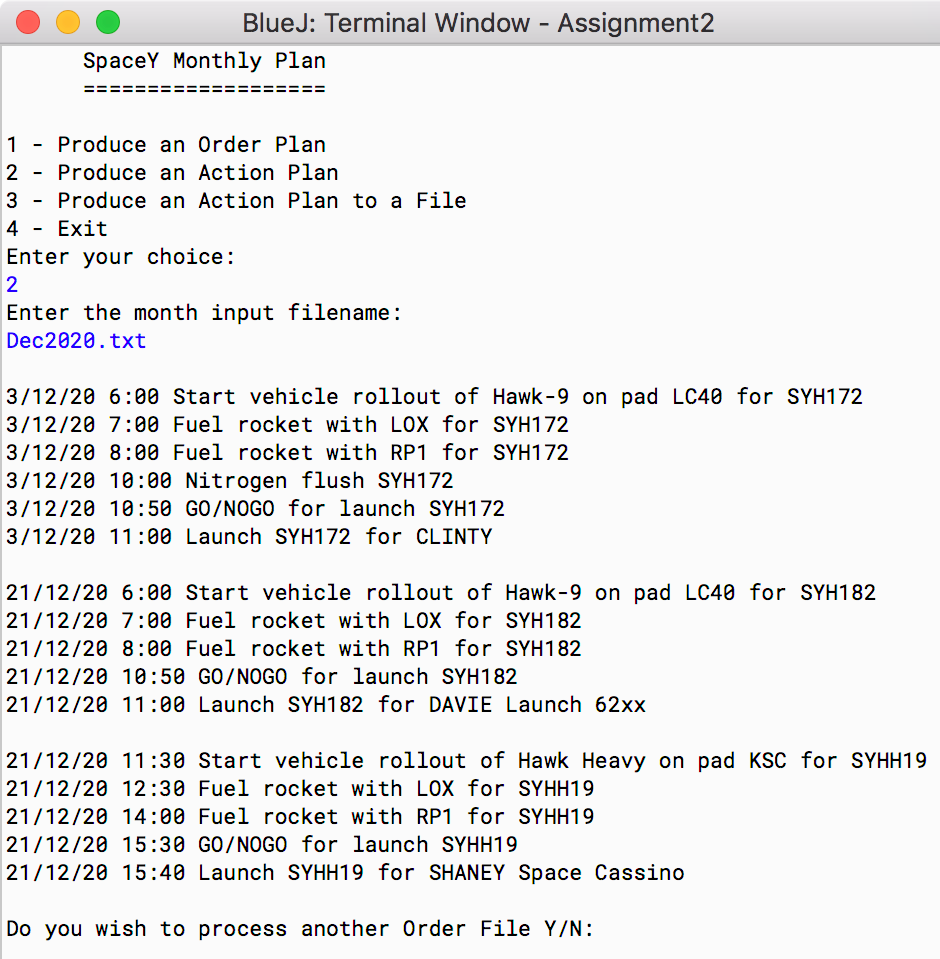 BlueJ: Terminal Window - Assignment2
SpaceY Monthly Plan
===================
1 - Produce an Order Plan
2 - Produce an Action Plan
3 - Produce an Action Plan to a File
4 - Exit
Enter your choice:
2
Enter the month input filename:
Dec2020.txt
3/12/20 6:00 Start vehicle rollout of Hawk-9 on pad LC40 for SYH172
3/12/20 7:00 Fuel rocket with LOX for SYH172
3/12/20 8:00 Fuel rocket with RP1 for SYH172
3/12/20 10:00 Nitrogen flush SYH172
3/12/20 10:50 GO/NOGO for launch SYH172
3/12/20 11:00 Launch SYH172 for CLINTY
21/12/20 6:00 Start vehicle rollout of Hawk-9 on pad LC40 for SYH182
21/12/20 7:00 Fuel rocket with LOX for SYH182
21/12/20 8:00 Fuel rocket with RP1 for SYH182
21/12/20 10:50 GO/NOGO for launch SYH182
21/12/20 11:00 Launch SYH182 for DAVIE Launch 62xx
21/12/20 11:30 Start vehicle rollout of Hawk Heavy on pad KSC for SYHH19
21/12/20 12:30 Fuel rocket with LOX for SYHH19
21/12/20 14:00 Fuel rocket with RP1 for SYHH19
21/12/20 15:30 GO/NOGO for launch SYHH19
21/12/20 15:40 Launch SYHH19 for SHANEY Space Cassino
Do you wish to process another Order File Y/N: